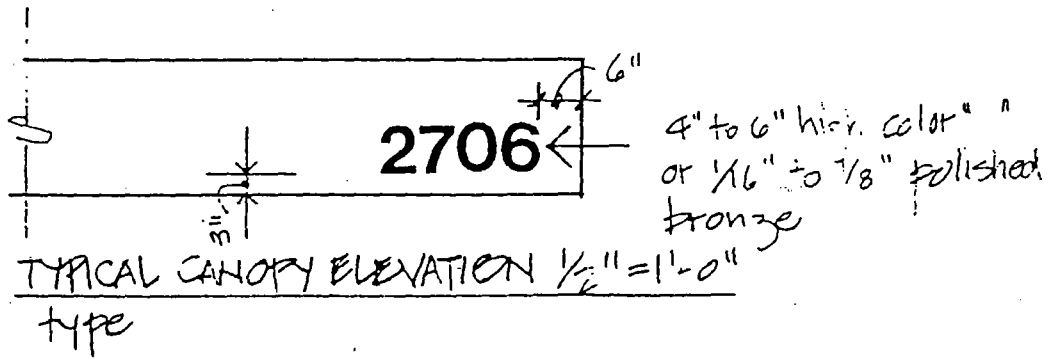 6"
2706
4" to 6" high. color " "
or 1/16" to 1/8" polished
bronze
3"
TYPICAL CANOPY ELEVATION 1/2" = 1'-0"
type